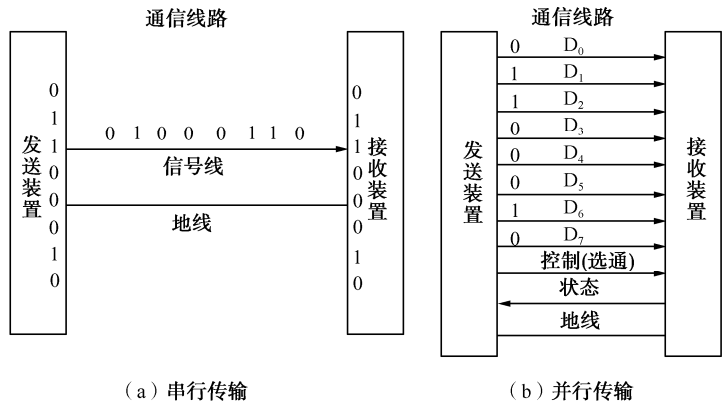 通信线路
0
1
1
0
0
0
1
0
发送装置
0 1 0 0 0 1 1 0
信号线
地线
0
1
1
0
0
0
1
0
接收装置
(a)串行传输
通信线路
0 D0
1 D1
1 D2
0 D3
0 D4
0 D5
1 D6
0 D7
控制(选通)
状态
地线
发送装置
接收装置
(b)并行传输